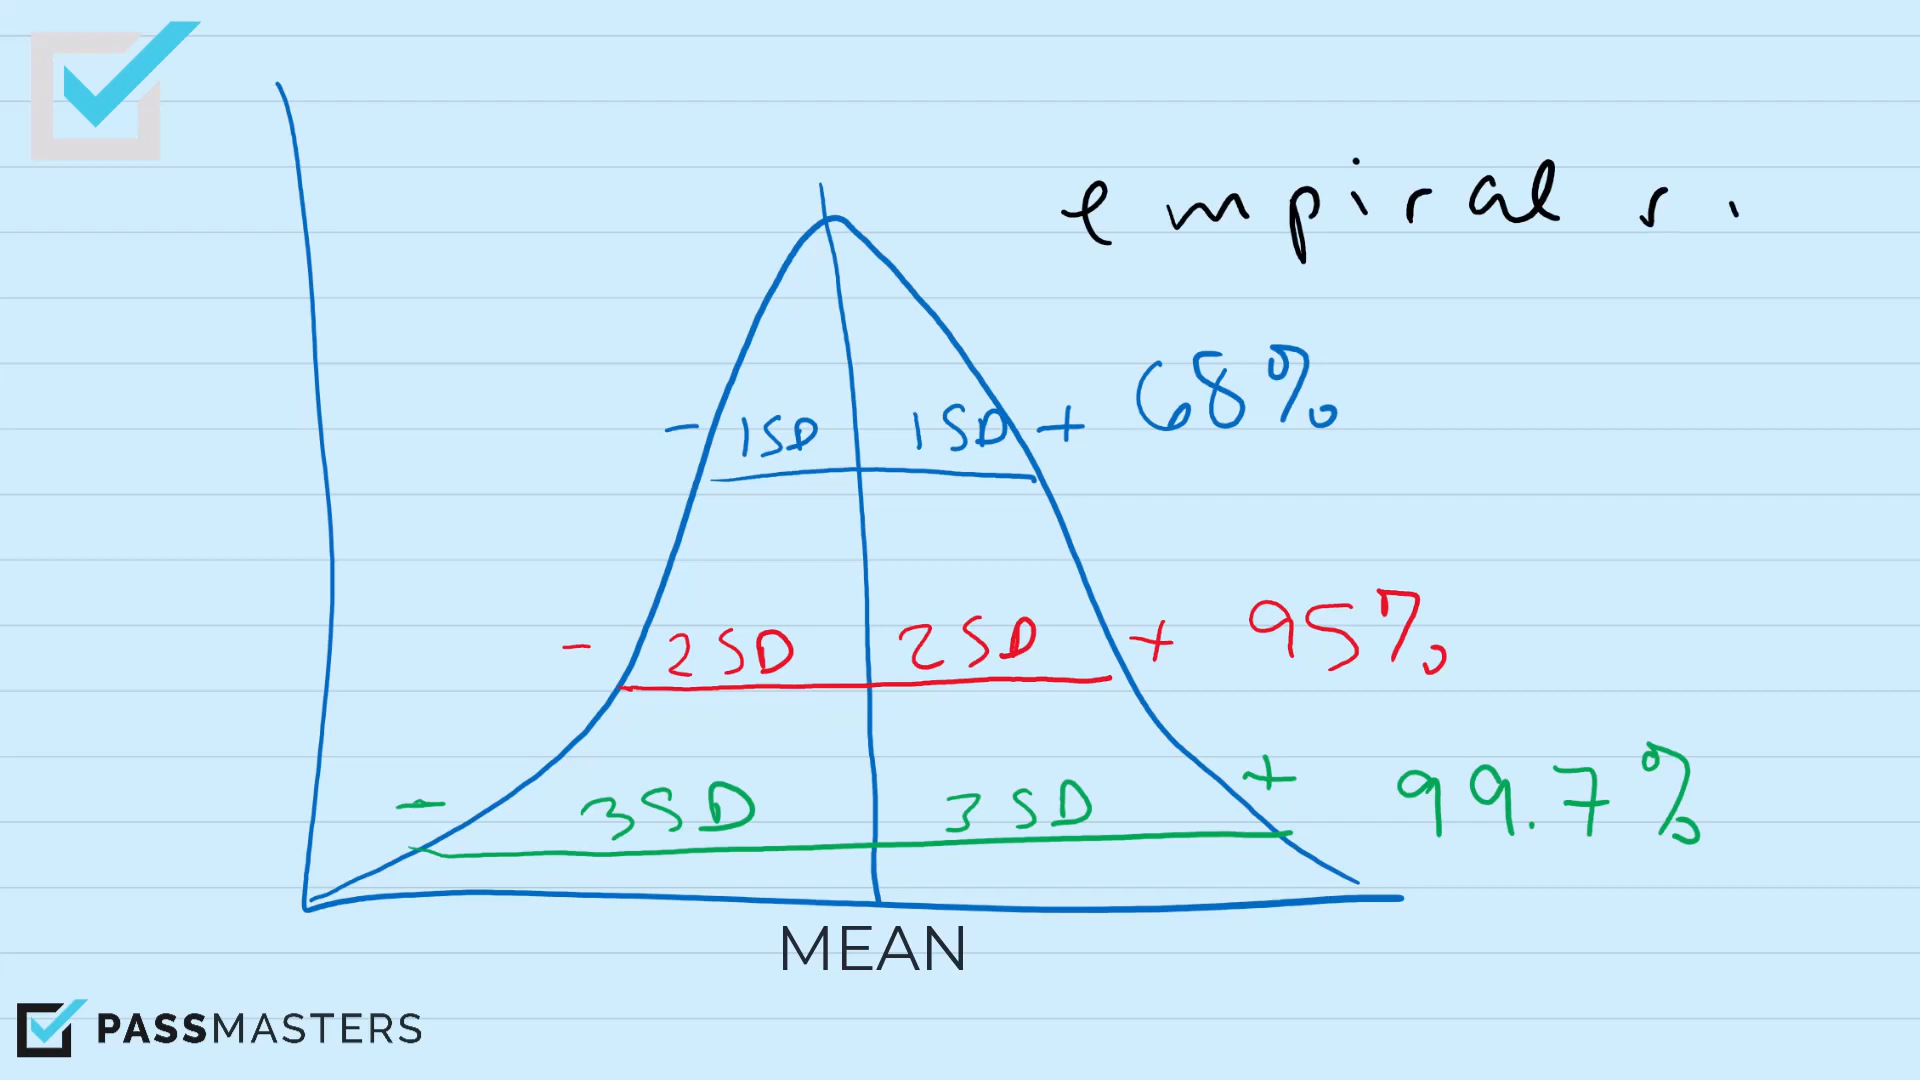 empiral r
- 1SD 1SD + 68%
- 2SD 2SD + 95%
- 3SD 3SD + 99.7%
MEAN
PASSMASTERS